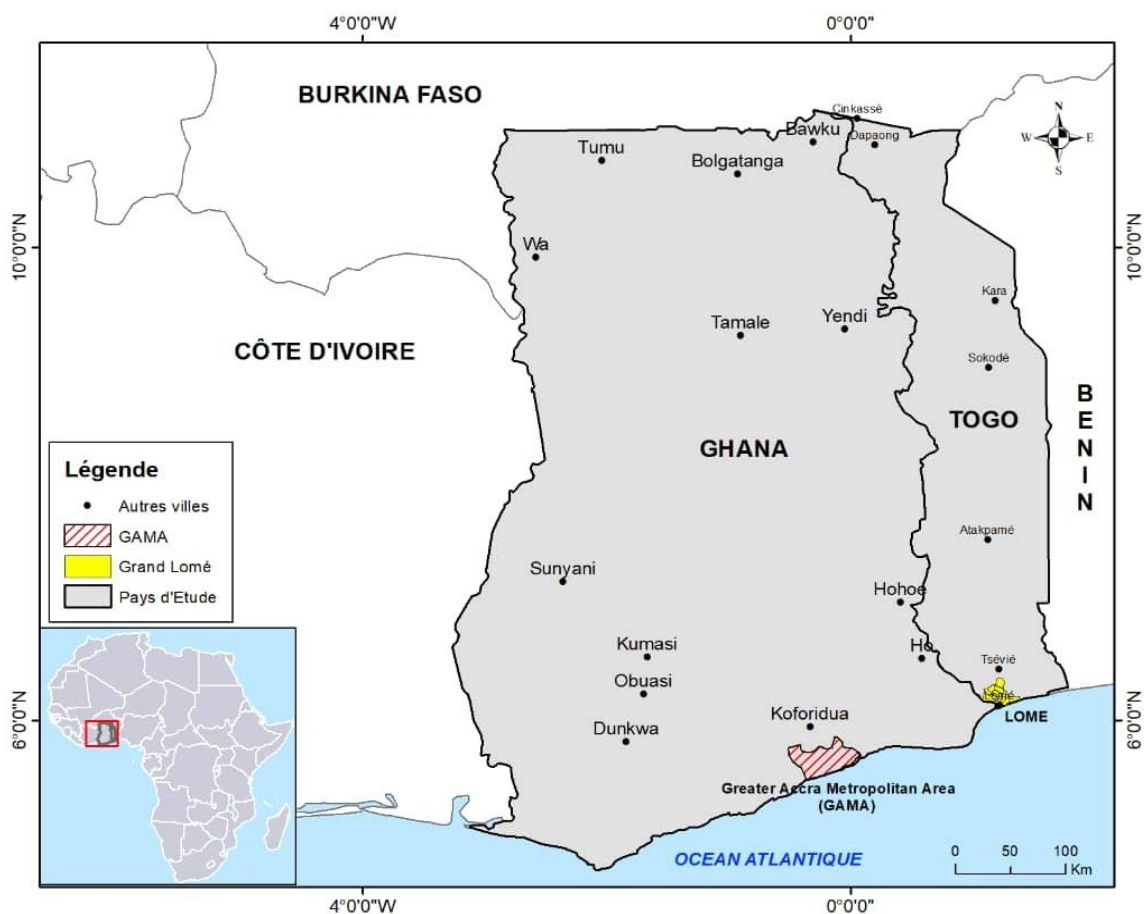 4°0'0"W
0°0'0"
BURKINA FASO
Cinkassé
Bawku
Dapaong
N
W
E
S
Tumu
Bolgatanga
10°0'0"N
10°0'0"N
Wa
Kara
Tamale
Yendi
CÔTE D'IVOIRE
Sokodé
BENIN
TOGO
GHANA
Légende
Autres villes
GAMA
Grand Lomé
Pays d'Etude
Atakpamé
Sunyani
Hohoe
Kumasi
Ho
Tsévié
Obuasi
Lomé
LOME
6°0'0"N
6°0'0"N
Koforidua
Dunkwa
Greater Accra Metropolitan Area
(GAMA)
OCEAN ATLANTIQUE
0 50 100
Km
4°0'0"W
0°0'0"